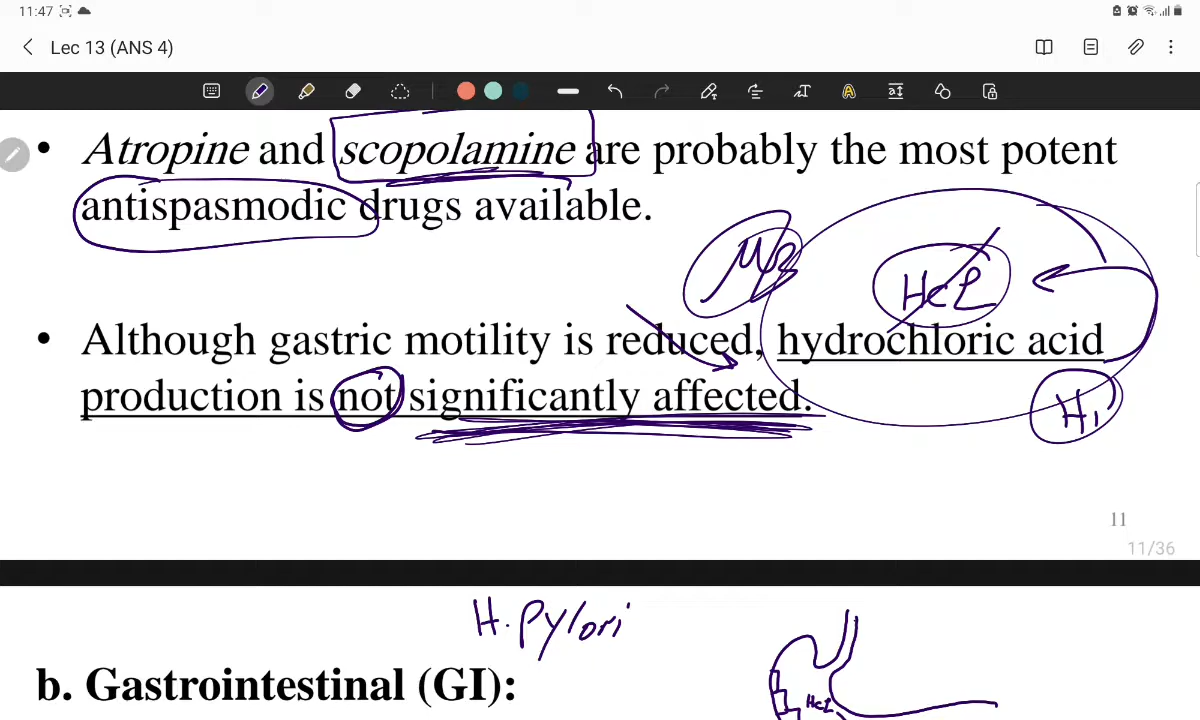 11:47
Lec 13 (ANS 4)
• Atropine and scopolamine are probably the most potent
antispasmodic drugs available.
M3
HCL
• Although gastric motility is reduced, hydrochloric acid
production is not significantly affected.
H1
11
11/36
H. Pylori
b. Gastrointestinal (GI):
HCL